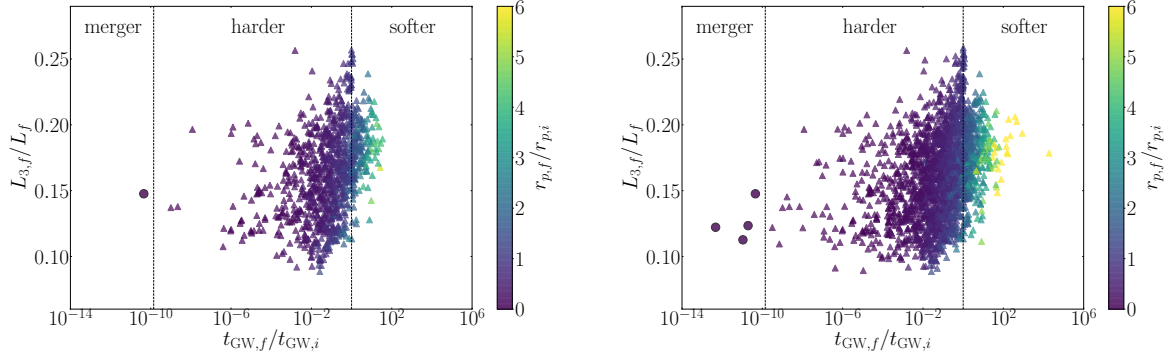 merger harder softer
0.25
0.20
0.15
0.10
10^{-14} 10^{-10} 10^{-6} 10^{-2} 10^{2} 10^{6}
t_{GW,f}/t_{GW,i}
L_{3,f}/L_f
6
5
4
3
2
1
0
r_{p,f}/r_{p,i}
merger harder softer
0.25
0.20
0.15
0.10
10^{-14} 10^{-10} 10^{-6} 10^{-2} 10^{2} 10^{6}
t_{GW,f}/t_{GW,i}
L_{3,f}/L_f
6
5
4
3
2
1
0
r_{p,f}/r_{p,i}